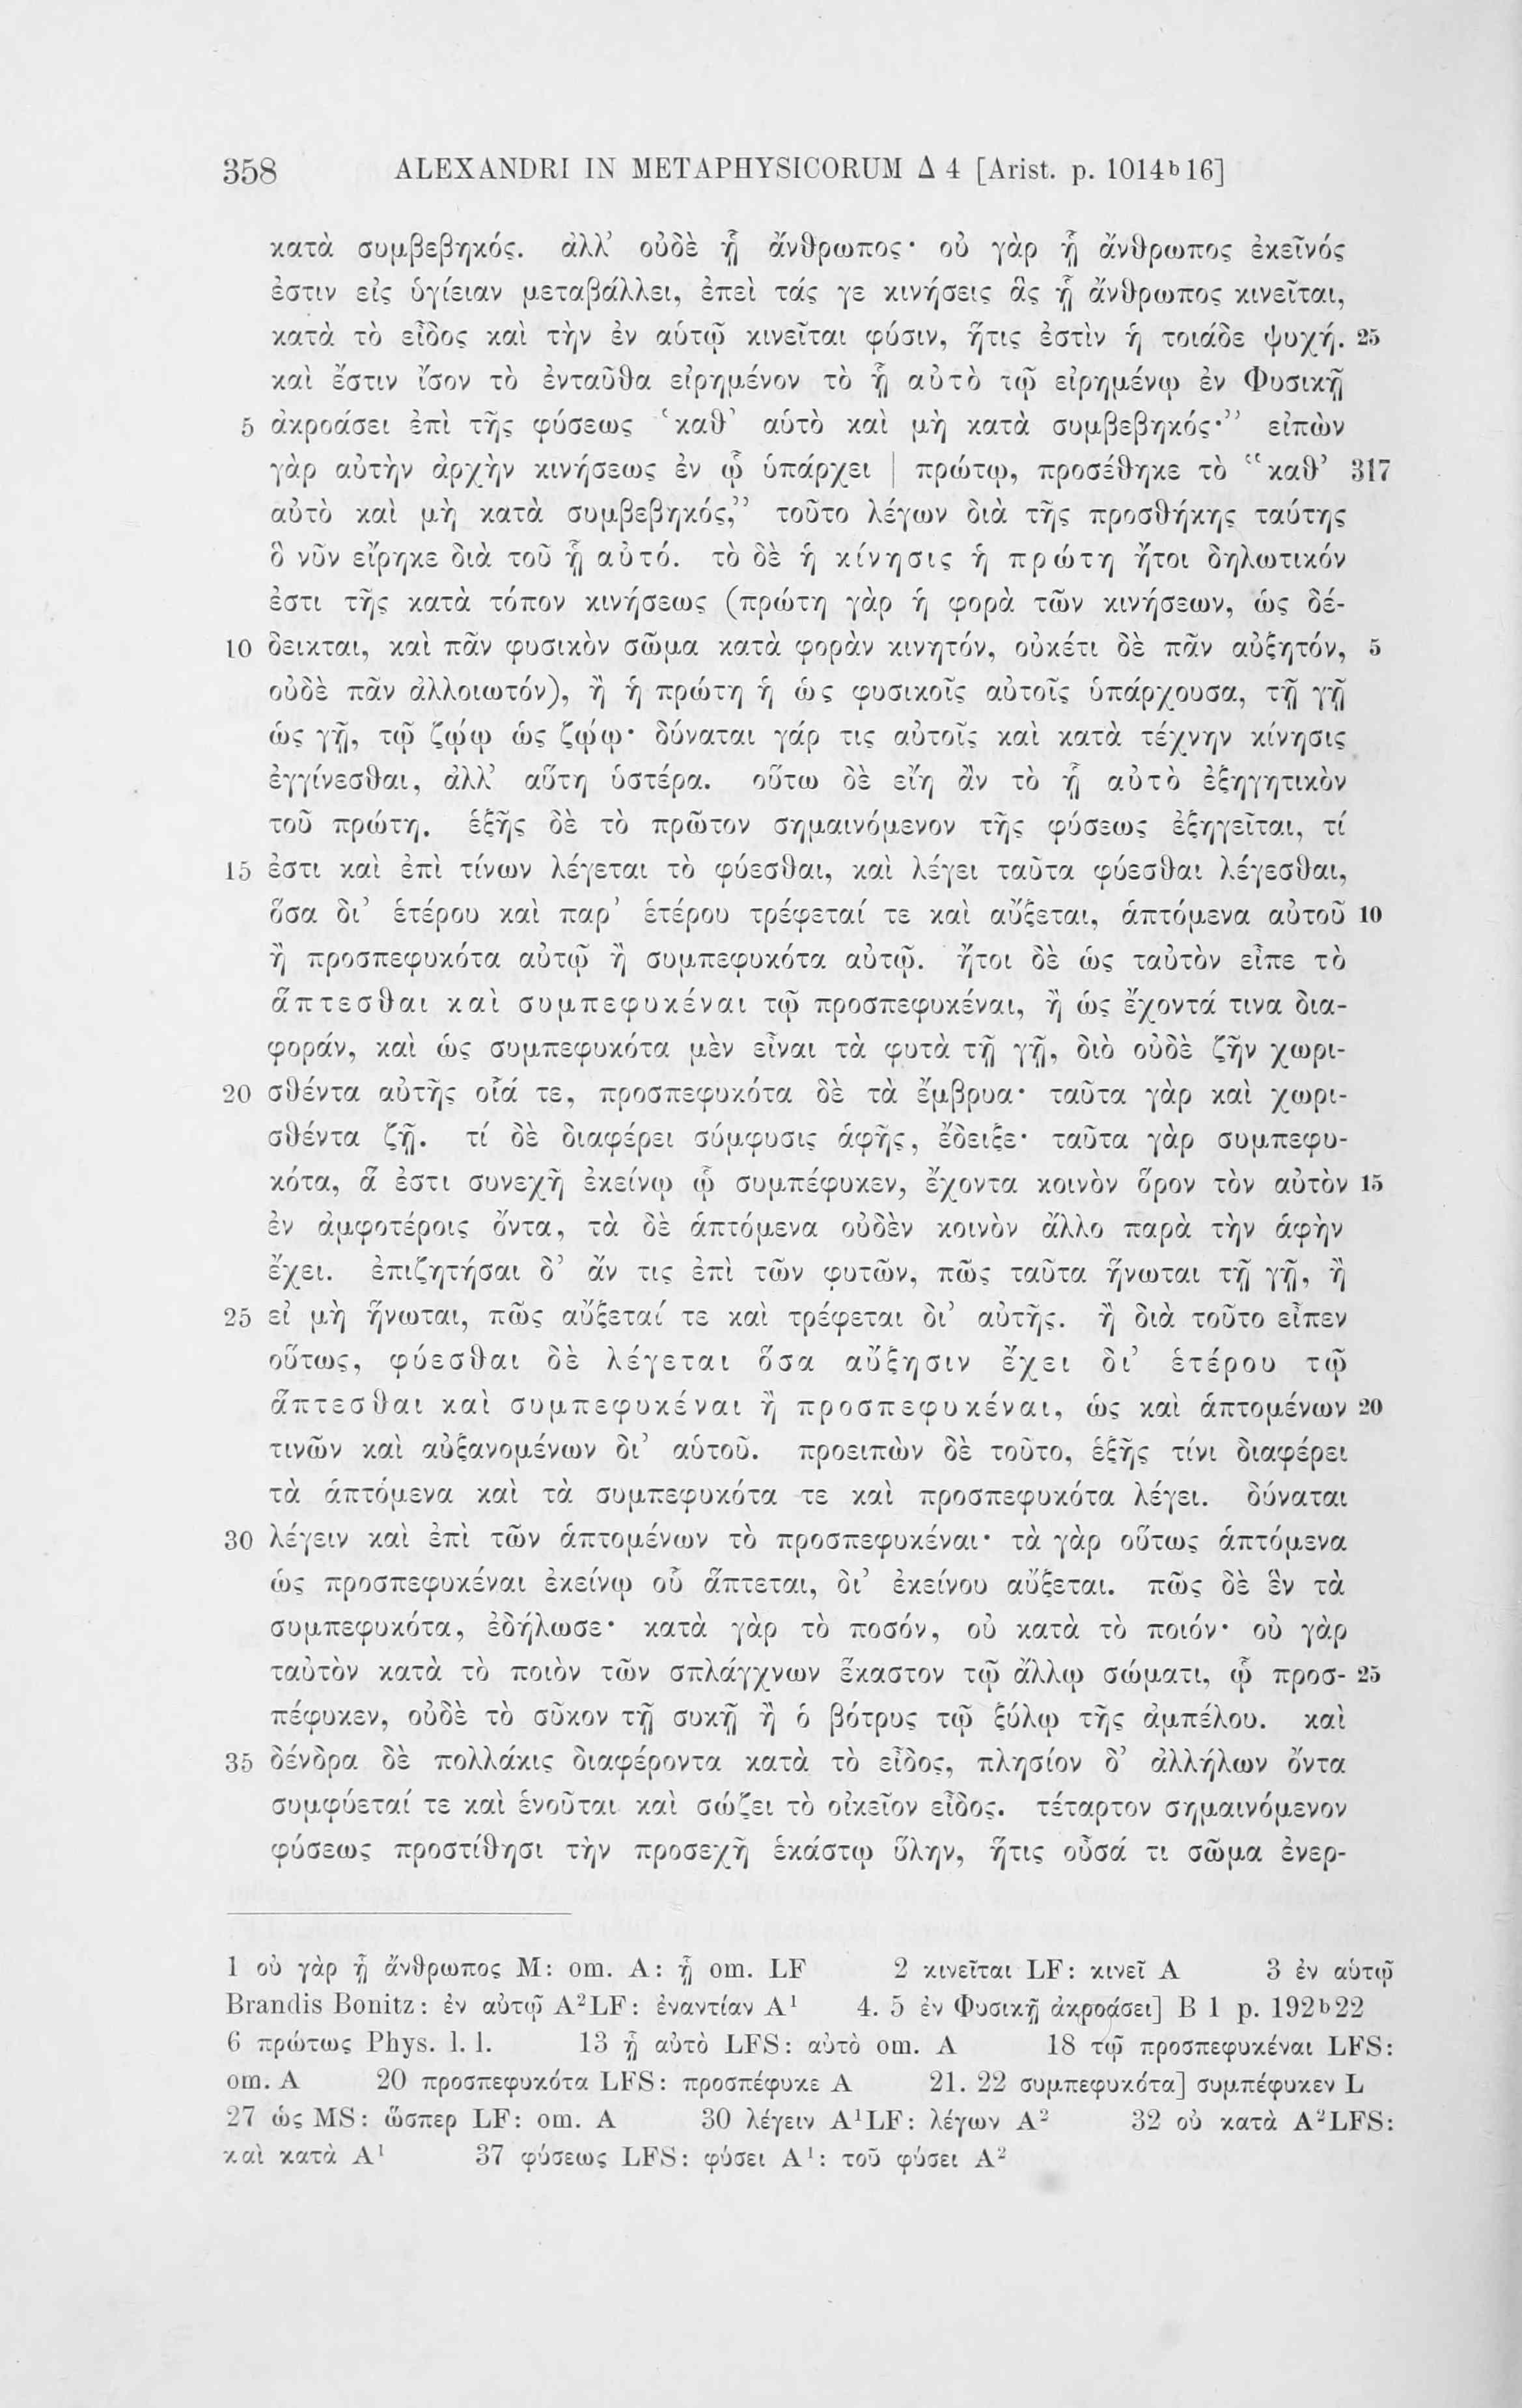 358 ALEXANDRI IN METAPHYSICORUM Δ 4 [Arist. p. 1014b16]
κατὰ συμβεβηκός. ἀλλ’ οὐδὲ ᾗ ἄνθρωπος· οὐ γὰρ ᾗ ἄνθρωπος ἐκεῖνός
ἐστιν εἰς ὑγίειαν μεταβάλλει, ἐπεὶ τάς γε κινήσεις ἃς ᾗ ἄνθρωπος κινεῖται,
κατὰ τὸ εἶδος καὶ τὴν ἐν αὑτῷ κινεῖται φύσιν, ἥτις ἐστὶν ἡ τοιάδε ψυχή. 25
καὶ ἔστιν ἴσον τὸ ἐνταῦθα εἰρημένον τὸ ᾗ αὐτὸ τῷ εἰρημένῳ ἐν Φυσικῇ
5 ἀκροάσει ἐπὶ τῆς φύσεως ‘καθ’ αὑτὸ καὶ μὴ κατὰ συμβεβηκός·” εἰπὼν
γὰρ αὐτὴν ἀρχὴν κινήσεως ἐν ᾧ ὑπάρχει | πρώτῳ, προσέθηκε τὸ “καθ’ 317
αὐτὸ καὶ μὴ κατὰ συμβεβηκός,” τοῦτο λέγων διὰ τῆς προσθήκης ταύτης
ὃ νῦν εἴρηκε διὰ τοῦ ᾗ αὐτό. τὸ δὲ ἡ κίνησις ἡ πρώτη ἤτοι δηλωτικόν
ἐστι τῆς κατὰ τόπον κινήσεως (πρώτη γὰρ ἡ φορὰ τῶν κινήσεων, ὡς δέ-
10 δεικται, καὶ πᾶν φυσικὸν σῶμα κατὰ φορὰν κινητόν, οὐκέτι δὲ πᾶν αὐξητόν, 5
οὐδὲ πᾶν ἀλλοιωτόν), ἢ ἡ πρώτη ἡ ὡς φυσικοῖς αὐτοῖς ὑπάρχουσα, τῇ γῇ
ὡς γῇ, τῷ ζῴῳ ὡς ζῴῳ· δύναται γάρ τις αὐτοῖς καὶ κατὰ τέχνην κίνησις
ἐγγίνεσθαι, ἀλλ’ αὕτη ὑστέρα. οὕτω δὲ εἴη ἂν τὸ ᾗ αὐτὸ ἐξηγητικὸν
τοῦ πρώτη. ἑξῆς δὲ τὸ πρῶτον σημαινόμενον τῆς φύσεως ἐξηγεῖται, τί
15 ἐστι καὶ ἐπὶ τίνων λέγεται τὸ φύεσθαι, καὶ λέγει ταῦτα φύεσθαι λέγεσθαι,
ὅσα δι’ ἑτέρου καὶ παρ’ ἑτέρου τρέφεταί τε καὶ αὔξεται, ἁπτόμενα αὐτοῦ 10
ἢ προσπεφυκότα αὐτῷ ἢ συμπεφυκότα αὐτῷ. ἤτοι δὲ ὡς ταὐτὸν εἶπε τὸ
ἅπτεσθαι καὶ συμπεφυκέναι τῷ προσπεφυκέναι, ἢ ὡς ἔχοντά τινα δια-
φοράν, καὶ ὡς συμπεφυκότα μὲν εἶναι τὰ φυτὰ τῇ γῇ, διὸ οὐδὲ ζῆν χωρι-
20 σθέντα αὐτῆς οἷά τε, προσπεφυκότα δὲ τὰ ἔμβρυα· ταῦτα γὰρ καὶ χωρι-
σθέντα ζῇ. τί δὲ διαφέρει σύμφυσις ἁφῆς, ἔδειξε· ταῦτα γὰρ συμπεφυ-
κότα, ἅ ἐστι συνεχῆ ἐκείνῳ ᾧ συμπέφυκεν, ἔχοντα κοινὸν ὅρον τὸν αὐτὸν 15
ἐν ἀμφοτέροις ὄντα, τὰ δὲ ἁπτόμενα οὐδὲν κοινὸν ἄλλο παρὰ τὴν ἁφὴν
ἔχει. ἐπιζητήσαι δ’ ἄν τις ἐπὶ τῶν φυτῶν, πῶς ταῦτα ἥνωται τῇ γῇ, ἢ
25 εἰ μὴ ἥνωται, πῶς αὔξεταί τε καὶ τρέφεται δι’ αὐτῆς. ἢ διὰ τοῦτο εἶπεν
οὕτως, φύεσθαι δὲ λέγεται ὅσα αὔξησιν ἔχει δι’ ἑτέρου τῷ
ἅπτεσθαι καὶ συμπεφυκέναι ἢ προσπεφυκέναι, ὡς καὶ ἁπτομένων 20
τινῶν καὶ αὐξανομένων δι’ αὑτοῦ. προειπὼν δὲ τοῦτο, ἑξῆς τίνι διαφέρει
τὰ ἁπτόμενα καὶ τὰ συμπεφυκότα τε καὶ προσπεφυκότα λέγει. δύναται
30 λέγειν καὶ ἐπὶ τῶν ἁπτομένων τὸ προσπεφυκέναι· τὰ γὰρ οὕτως ἁπτόμενα
ὡς προσπεφυκέναι ἐκείνῳ οὗ ἅπτεται, δι’ ἐκείνου αὔξεται. πῶς δὲ ἓν τὰ
συμπεφυκότα, ἐδήλωσε· κατὰ γὰρ τὸ ποσόν, οὐ κατὰ τὸ ποιόν· οὐ γὰρ
ταὐτὸν κατὰ τὸ ποιὸν τῶν σπλάγχνων ἕκαστον τῷ ἄλλῳ σώματι, ᾧ προσ- 25
πέφυκεν, οὐδὲ τὸ σῦκον τῇ συκῇ ἢ ὁ βότρυς τῷ ξύλῳ τῆς ἀμπέλου. καὶ
35 δένδρα δὲ πολλάκις διαφέροντα κατὰ τὸ εἶδος, πλησίον δ’ ἀλλήλων ὄντα
συμφύεταί τε καὶ ἑνοῦται καὶ σώζει τὸ οἰκεῖον εἶδος. τέταρτον σημαινόμενον
φύσεως προστίθησι τὴν προσεχῆ ἑκάστῳ ὕλην, ἥτις οὖσά τι σῶμα ἐνερ-
1 οὐ γὰρ ᾗ ἄνθρωπος M: om. A: ᾗ om. LF 2 κινεῖται LF: κινεῖ A 3 ἐν αὑτῷ
Brandis Bonitz: ἐν αὐτῷ A²LF: ἐναντίαν A¹ 4. 5 ἐν Φυσικῇ ἀκροάσει] B 1 p. 192b22
6 πρώτως Phys. l. l. 13 ᾗ αὐτὸ LFS: αὐτὸ om. A 18 τῷ προσπεφυκέναι LFS:
om. A 20 προσπεφυκότα LFS: προσπέφυκε A 21. 22 συμπεφυκότα] συμπέφυκεν L
27 ὡς MS: ὥσπερ LF: om. A 30 λέγειν A¹LF: λέγων A² 32 οὐ κατὰ A²LFS:
καὶ κατὰ A¹ 37 φύσεως LFS: φύσει A¹: τοῦ φύσει A²